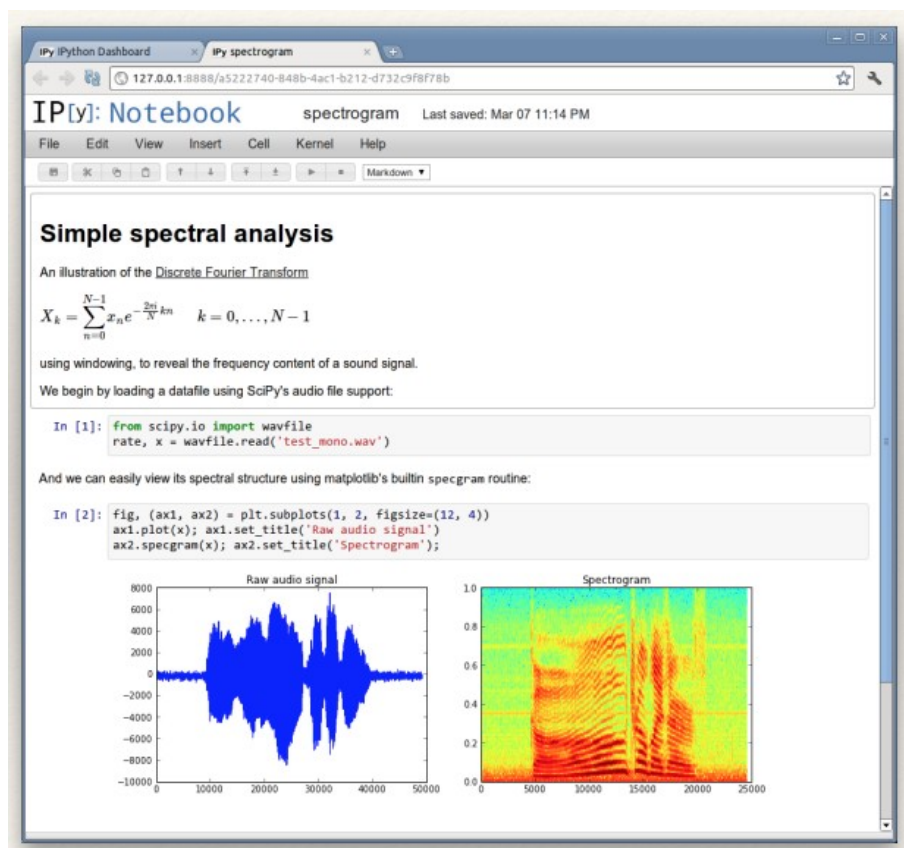 IPy IPython Dashboard
IPy spectrogram
127.0.0.1:8888/a5222740-848b-4ac1-b212-d732c9f8f78b
IP[y]: Notebook
spectrogram
Last saved: Mar 07 11:14 PM
File Edit View Insert Cell Kernel Help
Markdown
Simple spectral analysis
An illustration of the Discrete Fourier Transform
X_k = \sum_{n=0}^{N-1} x_n e^{-\frac{2\pi i}{N} kn} k = 0, . . . , N − 1
using windowing, to reveal the frequency content of a sound signal.
We begin by loading a datafile using SciPy's audio file support:
In [1]: from scipy.io import wavfile
rate, x = wavfile.read('test_mono.wav')
And we can easily view its spectral structure using matplotlib's builtin specgram routine:
In [2]: fig, (ax1, ax2) = plt.subplots(1, 2, figsize=(12, 4))
ax1.plot(x); ax1.set_title('Raw audio signal')
ax2.specgram(x); ax2.set_title('Spectrogram');
Raw audio signal
8000
6000
4000
2000
0
−2000
−4000
−6000
−8000
−10000
0 10000 20000 30000 40000 50000
Spectrogram
1.0
0.8
0.6
0.4
0.2
0.0
0 5000 10000 15000 20000 25000